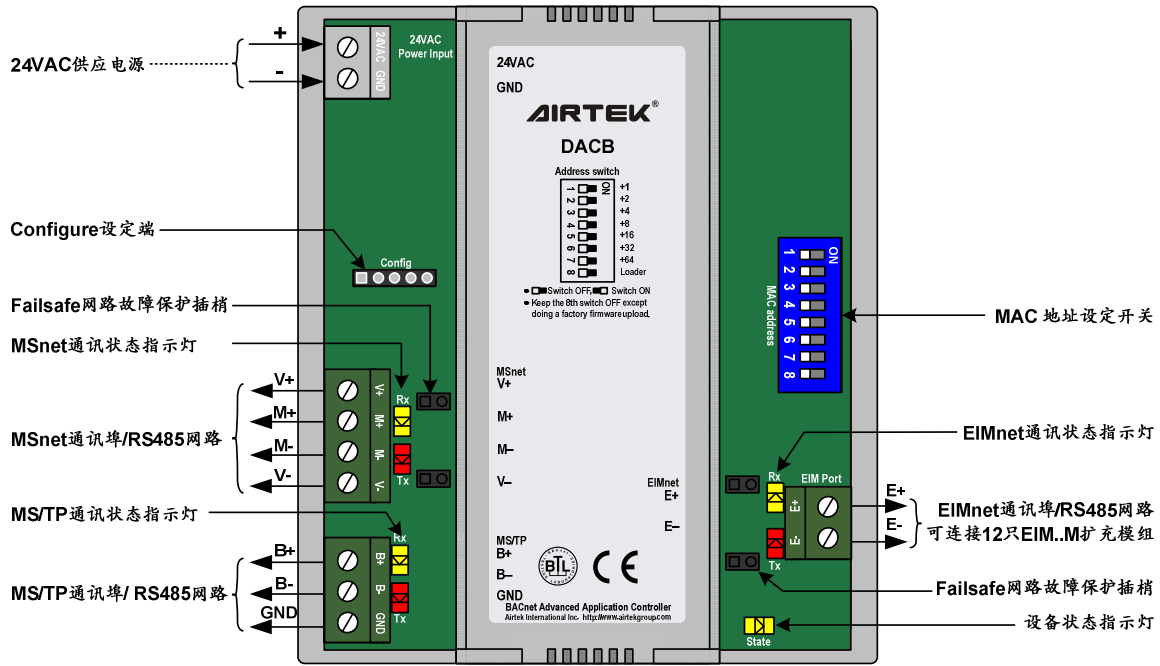 +
24VAC供应电源
-
24VAC GND
24VAC
Power Input
Configure设定端
Config
Failsafe网路故障保护插梢
MSnet通讯状态指示灯
Rx
V+
M+
M-
V-
V+
M+
M-
V-
MSnet通讯埠/RS485网路
Tx
MS/TP通讯状态指示灯
Rx
B+
B-
GND
B+
B-
GND
MS/TP通讯埠/ RS485网路
Tx
24VAC
GND
AIRTEK®
DACB
Address switch
ON
1 +1
2 +2
3 +4
4 +8
5 +16
6 +32
7 +64
8 Loader
● Switch OFF, Switch ON
● Keep the 8th switch OFF except
doing a factory firmware upload.
MSnet
V+
M+
M–
V–
EIMnet
E+
E–
MS/TP
B+
B–
GND
BTL
CE
BACnet Advanced Application Controller
Airtek International Inc. http://www.airtekgroup.com
ON
1
2
3
4
5
6
7
8
MAC address
MAC 地址设定开关
EIMnet通讯状态指示灯
Rx
EIM Port
E+
E-
E+
E-
EIMnet通讯埠/RS485网路
可连接12只EIM..M扩充模组
Tx
Failsafe网路故障保护插梢
设备状态指示灯
State